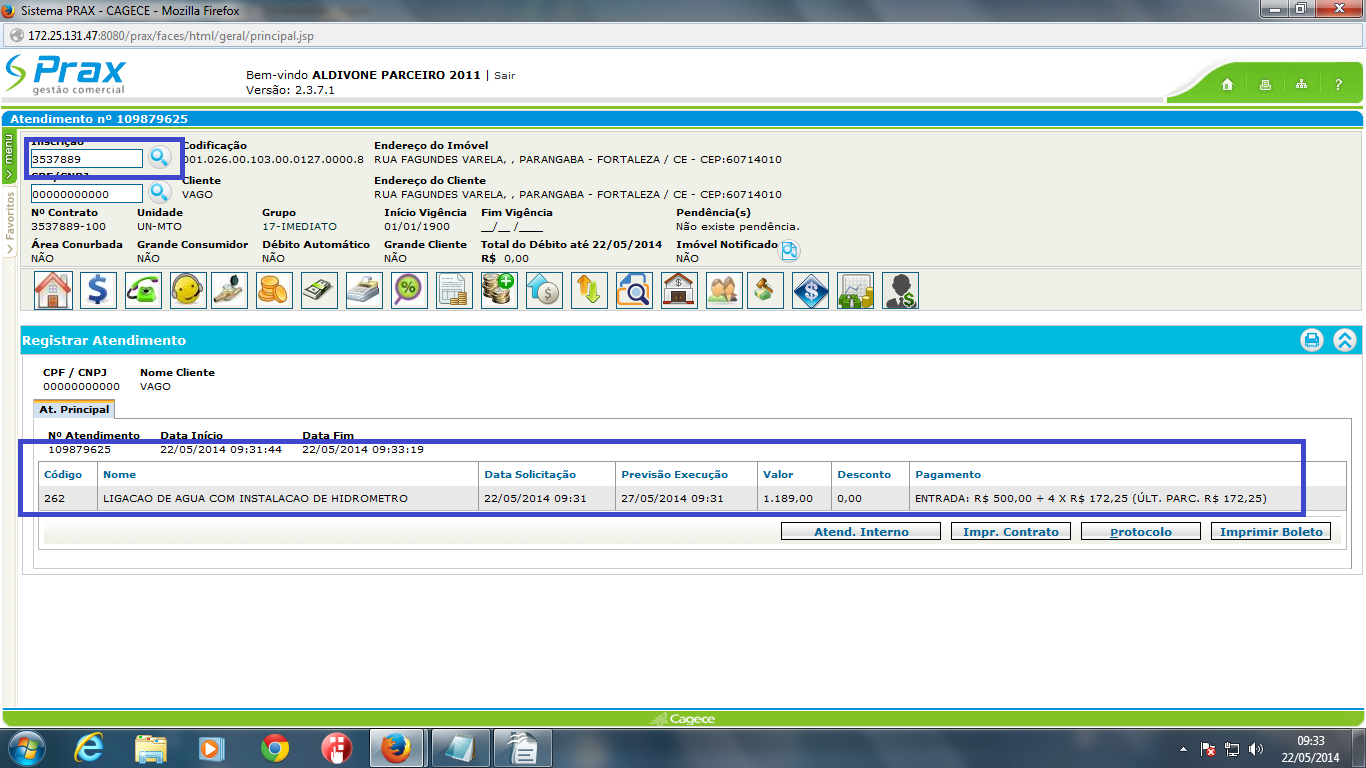 Sistema PRAX - CAGECE - Mozilla Firefox
172.25.131.47:8080/prax/faces/html/geral/principal.jsp
Prax
gestão comercial
Bem-vindo ALDIVONE PARCEIRO 2011 | Sair
Versão: 2.3.7.1
?
Atendimento nº 109879625
menu
Favoritos
Inscrição Codificação Endereço do Imóvel
3537889 001.026.00.103.00.0127.0000.8 RUA FAGUNDES VARELA, , PARANGABA - FORTALEZA / CE - CEP:60714010
CPF/CNPJ Cliente Endereço do Cliente
00000000000 VAGO RUA FAGUNDES VARELA, , PARANGABA - FORTALEZA / CE - CEP:60714010
Nº Contrato Unidade Grupo Início Vigência Fim Vigência Pendência(s)
3537889-100 UN-MTO 17-IMEDIATO 01/01/1900 __/__ /____ Não existe pendência.
Área Conurbada Grande Consumidor Débito Automático Grande Cliente Total do Débito até 22/05/2014 Imóvel Notificado
NÃO NÃO NÃO NÃO R$ 0,00 NÃO
Registrar Atendimento
CPF / CNPJ Nome Cliente
00000000000 VAGO
At. Principal
Nº Atendimento Data Início Data Fim
109879625 22/05/2014 09:31:44 22/05/2014 09:33:19
Código Nome Data Solicitação Previsão Execução Valor Desconto Pagamento
262 LIGACAO DE AGUA COM INSTALACAO DE HIDROMETRO 22/05/2014 09:31 27/05/2014 09:31 1.189,00 0,00 ENTRADA: R$ 500,00 + 4 X R$ 172,25 (ÚLT. PARC. R$ 172,25)
Atend. Interno Impr. Contrato Protocolo Imprimir Boleto
Cagece
09:33
22/05/2014